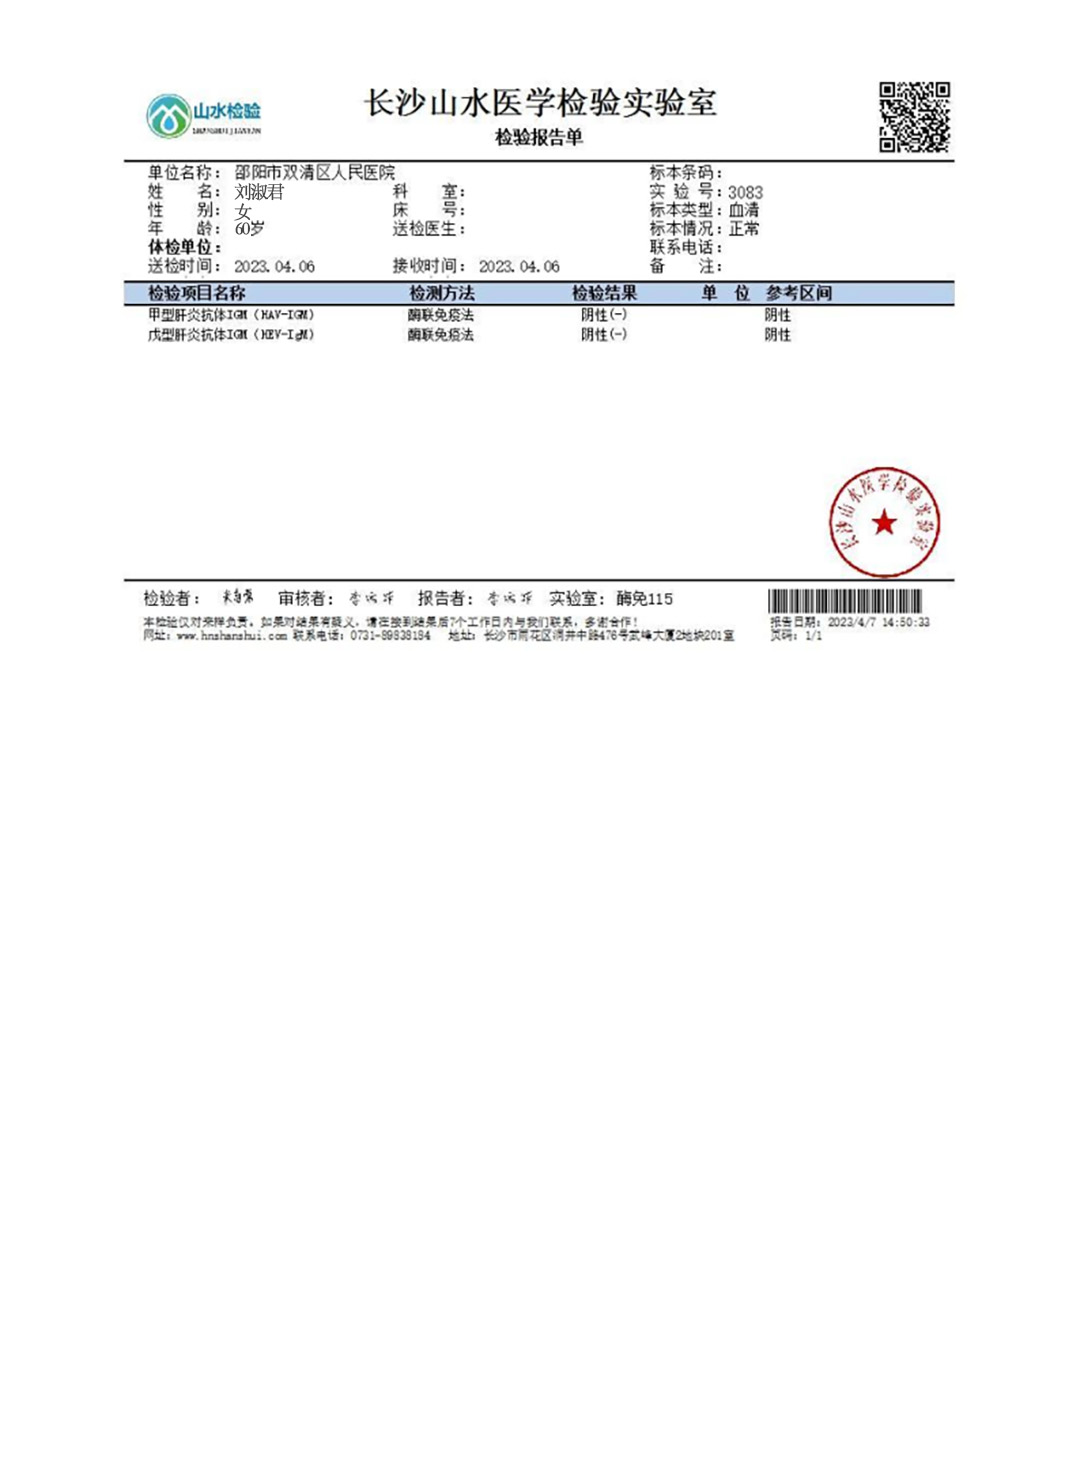 山水检验
SHANSHUI JIANYAN
长沙山水医学检验实验室
检验报告单
单位名称： 邵阳市双清区人民医院 标本条码：
姓 名： 刘淑君 科 室： 实 验 号：3083
性 别： 女 床 号： 标本类型：血清
年 龄： 60岁 送检医生： 标本情况：正常
体检单位： 联系电话：
送检时间： 2023.04.06 接收时间： 2023.04.06 备 注：
检验项目名称 检测方法 检验结果 单 位 参考区间
甲型肝炎抗体IGM（HAV-IGM） 酶联免疫法 阴性(-) 阴性
戊型肝炎抗体IGM（HEV-IgM） 酶联免疫法 阴性(-) 阴性
长沙山水医学检验实验室
检验者： 审核者： 报告者： 实验室： 酶免115
本检验仅对来样负责，如果对结果有疑义，请在接到结果后7个工作日内与我们联系，多谢合作！ 报告日期：2023/4/7 14:50:33
网址：www.hnshanshui.com 联系电话：0731-89838184 地址：长沙市雨花区洞井中路476号武峰大厦2地块201室 页码：1/1